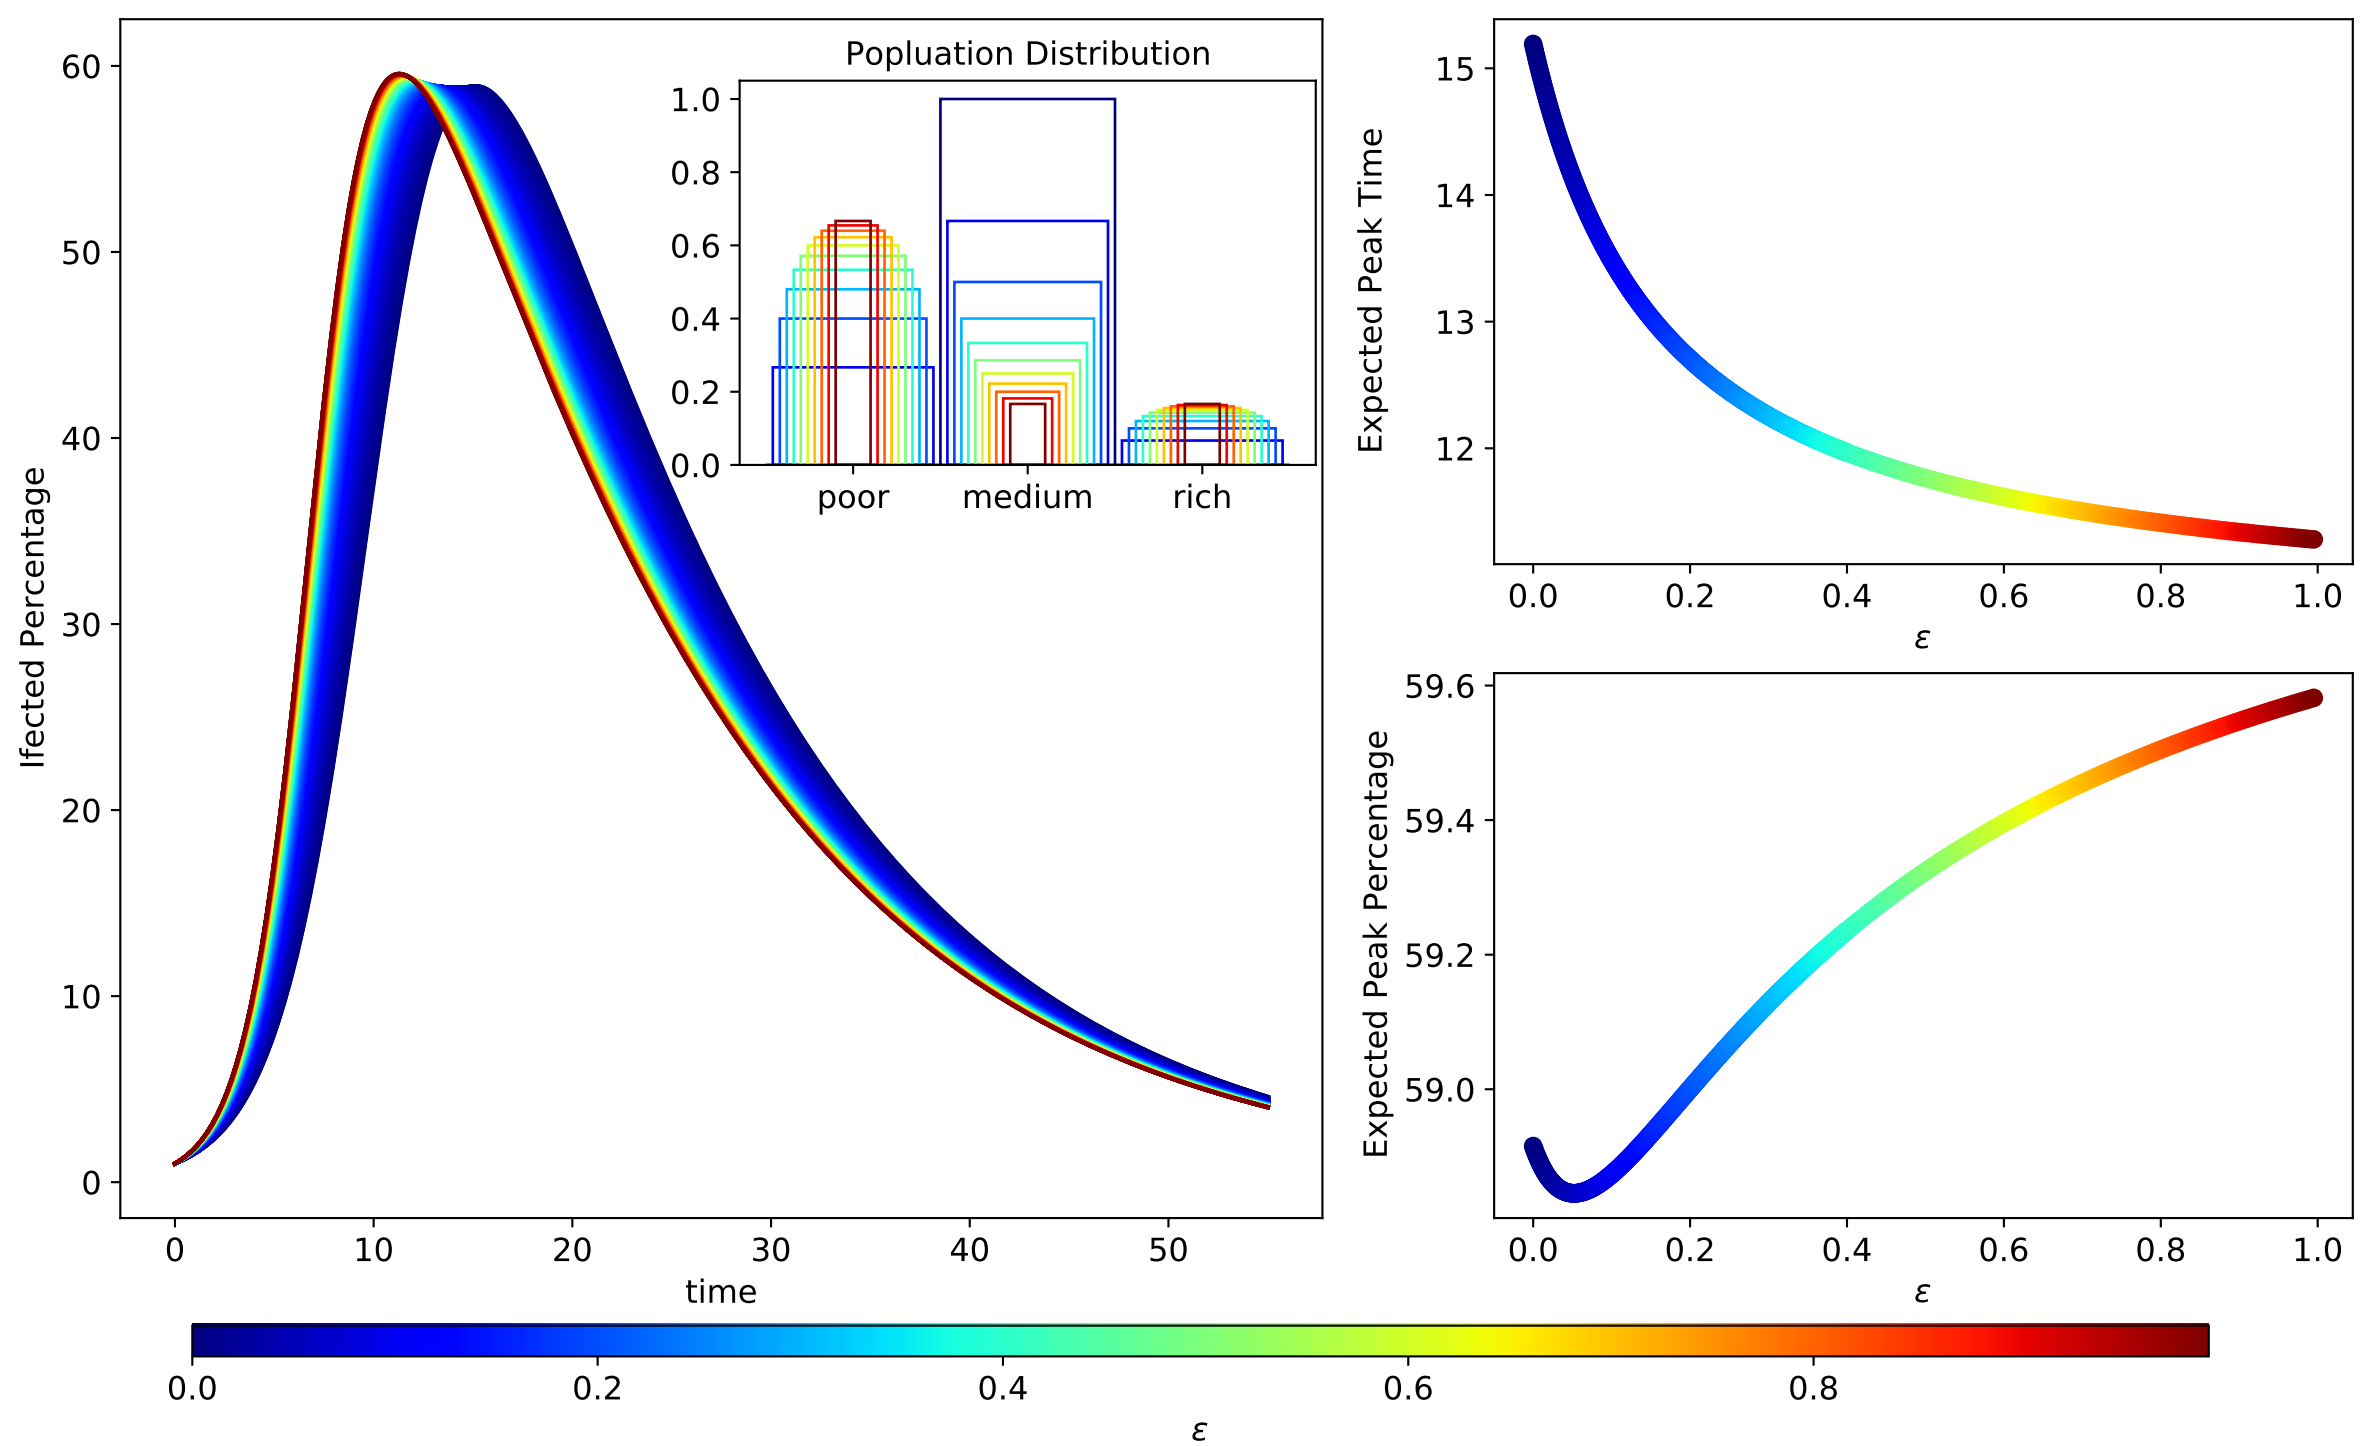 60
50
40
30
20
10
0
Ifected Percentage
0 10 20 30 40 50
time
Popluation Distribution
1.0
0.8
0.6
0.4
0.2
0.0
poor medium rich
15
14
13
12
Expected Peak Time
0.0 0.2 0.4 0.6 0.8 1.0
ε
59.6
59.4
59.2
59.0
Expected Peak Percentage
0.0 0.2 0.4 0.6 0.8 1.0
ε
0.0 0.2 0.4 0.6 0.8
ε